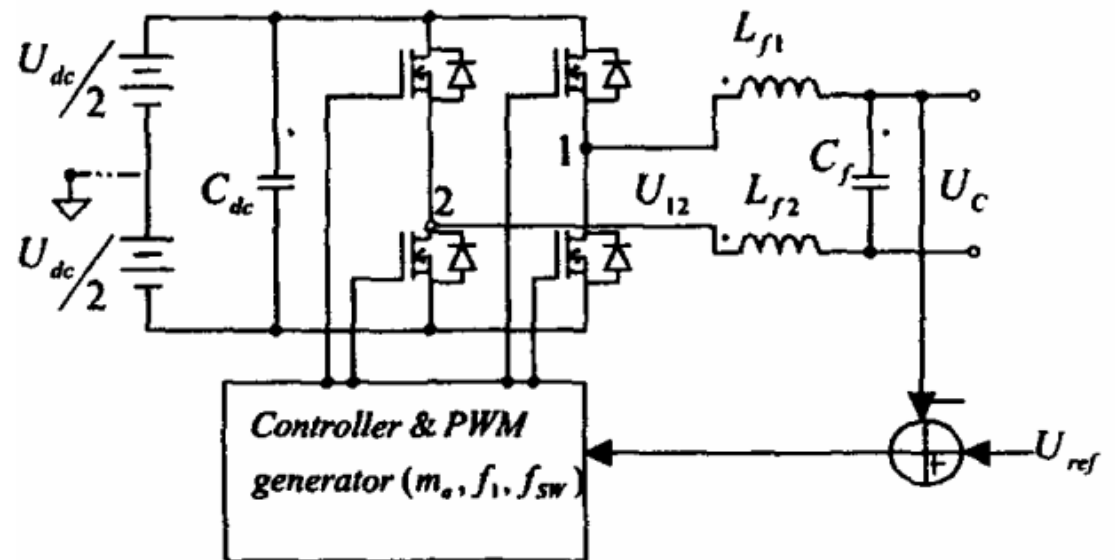 U_dc/2
L_f1
1
C_dc
2
U_12
C_f
U_C
L_f2
U_dc/2
Controller & PWM
generator (m_a, f_1, f_SW)
+
−
U_ref